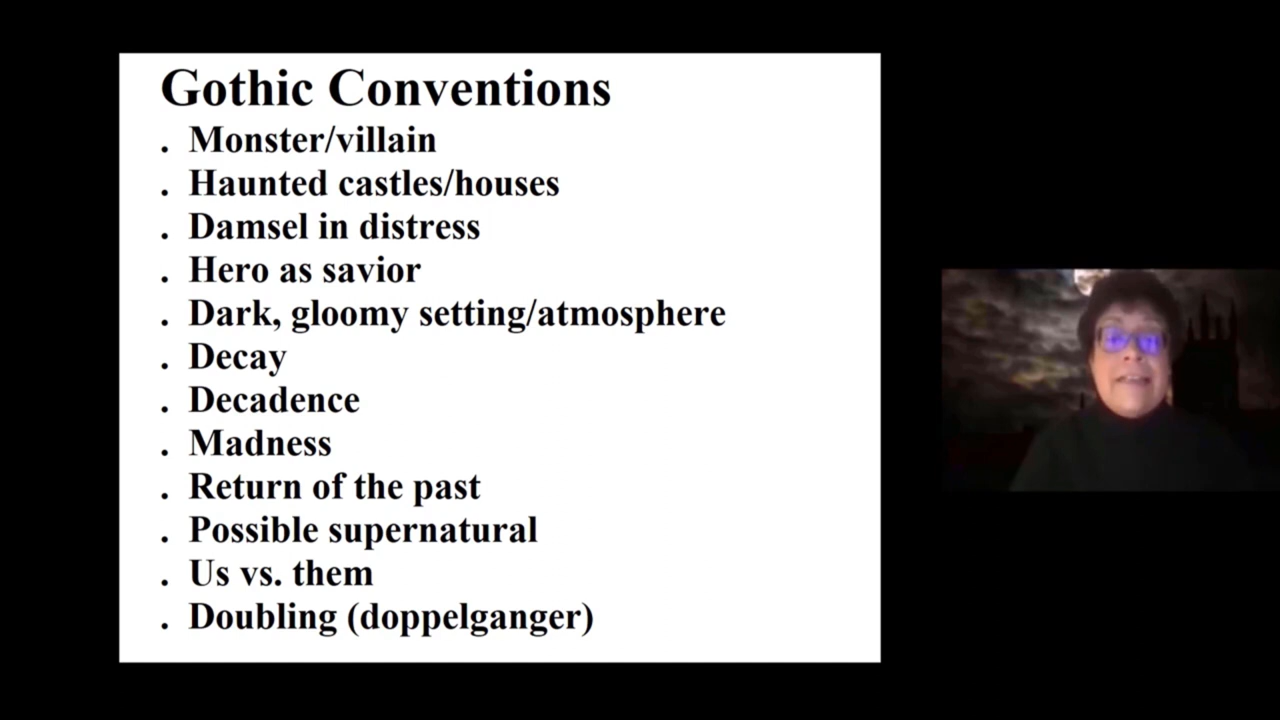 Gothic Conventions
. Monster/villain
. Haunted castles/houses
. Damsel in distress
. Hero as savior
. Dark, gloomy setting/atmosphere
. Decay
. Decadence
. Madness
. Return of the past
. Possible supernatural
. Us vs. them
. Doubling (doppelganger)